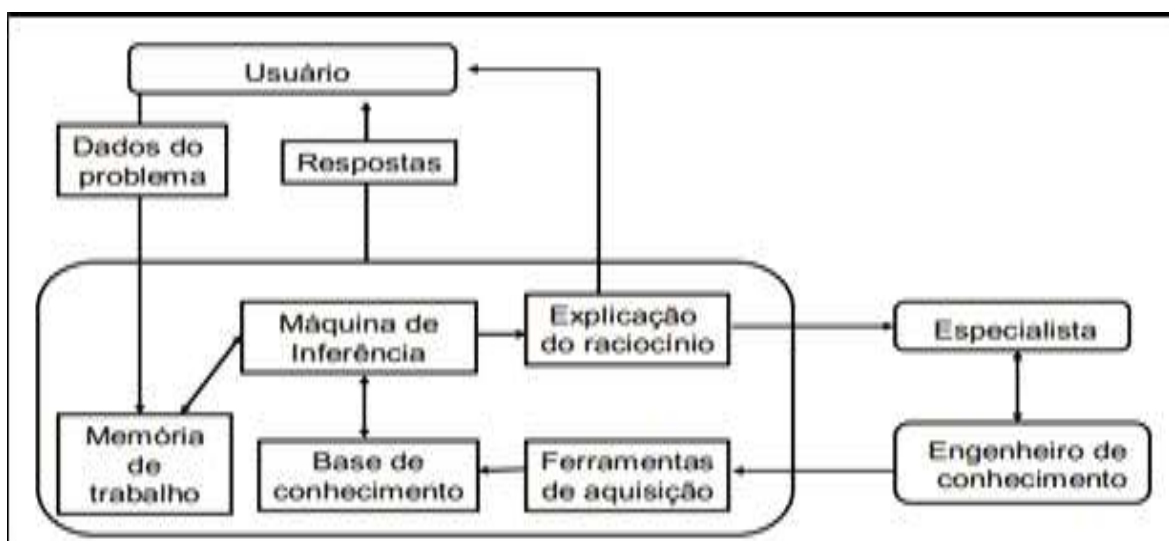 Usuário
Dados do
problema
Respostas
Máquina de
Inferência
Explicação
do raciocínio
Especialista
Memória
de
trabalho
Base de
conhecimento
Ferramentas
de aquisição
Engenheiro de
conhecimento